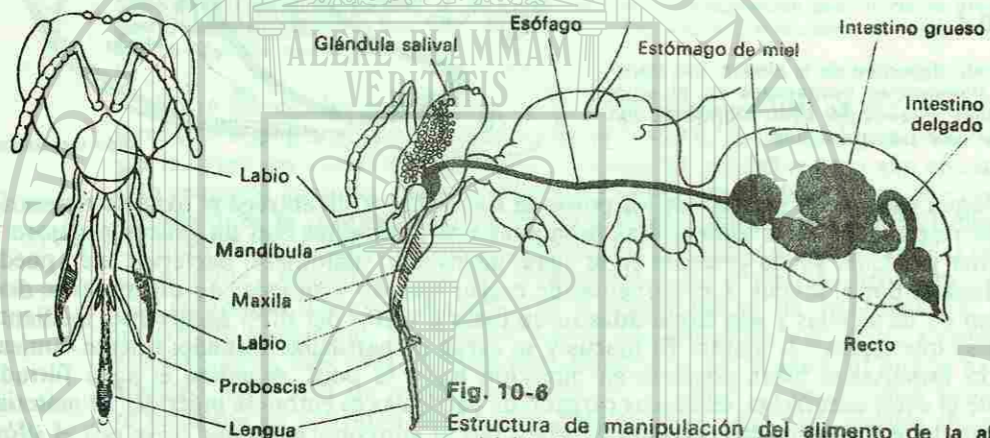 Esófago
Intestino grueso
Glándula salival
Estómago de miel
ALERE FLAMMAM
VERITATIS
Intestino
delgado
Labio
Mandíbula
Maxila
Labio
Recto
Proboscis
Fig. 10-6
Lengua
Estructura de manipulación del alimento de la